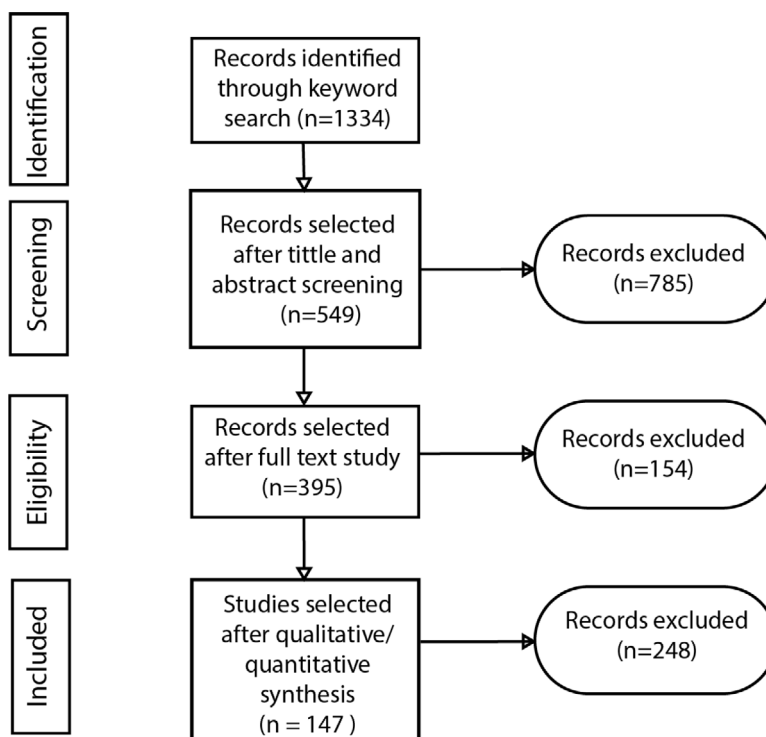 Identification
Records identified
through keyword
search (n=1334)
Screening
Records selected
after tittle and
abstract screening
(n=549)
Records excluded
(n=785)
Eligibility
Records selected
after full text study
(n=395)
Records excluded
(n=154)
Included
Studies selected
after qualitative/
quantitative
synthesis
(n = 147 )
Records excluded
(n=248)